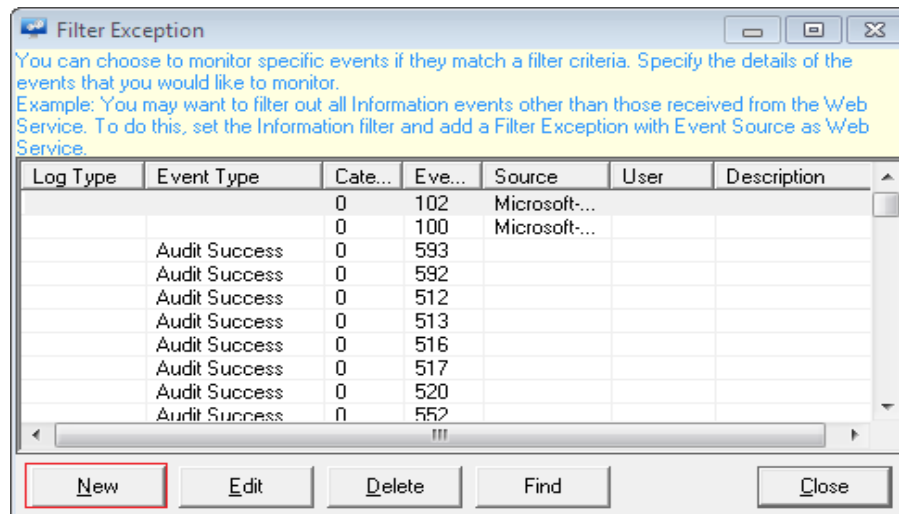 Filter Exception
You can choose to monitor specific events if they match a filter criteria. Specify the details of the
events that you would like to monitor.
Example: You may want to filter out all Information events other than those received from the Web
Service. To do this, set the Information filter and add a Filter Exception with Event Source as Web
Service.
Log Type Event Type Cate... Eve... Source User Description
0 102 Microsoft-...
0 100 Microsoft-...
Audit Success 0 593
Audit Success 0 592
Audit Success 0 512
Audit Success 0 513
Audit Success 0 516
Audit Success 0 517
Audit Success 0 520
Audit Success 0 552
New Edit Delete Find Close